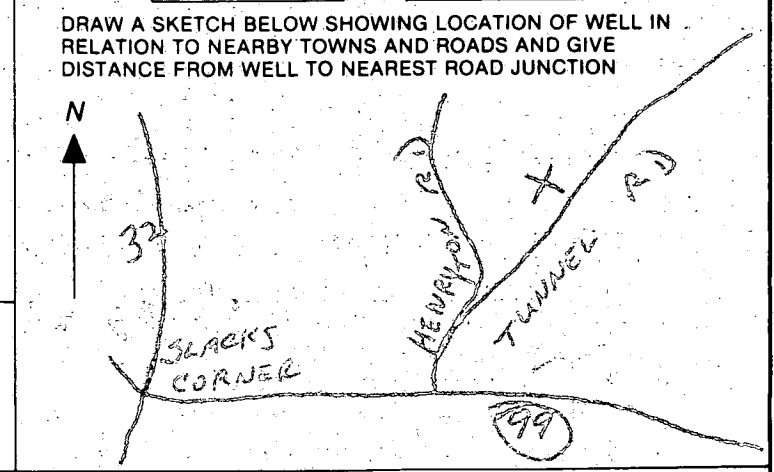 DRAW A SKETCH BELOW SHOWING LOCATION OF WELL IN
RELATION TO NEARBY TOWNS AND ROADS AND GIVE
DISTANCE FROM WELL TO NEAREST ROAD JUNCTION
N
32
SLACKS
CORNER
HENRYTON RD
X
TUNNEL RD
99